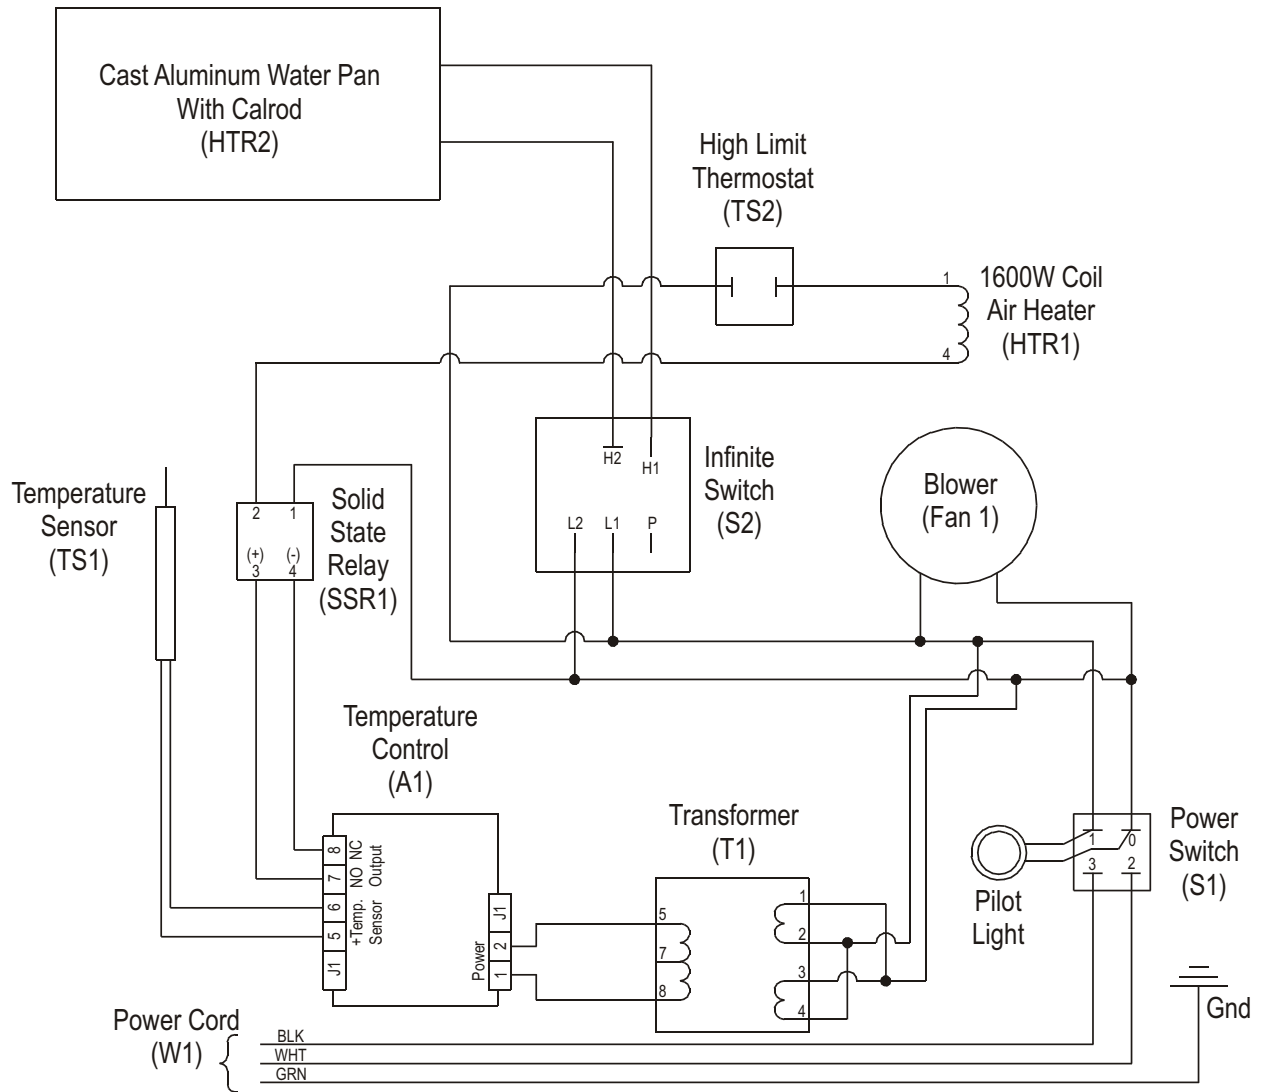 Cast Aluminum Water Pan
With Calrod
(HTR2)
High Limit
Thermostat
(TS2)
1
1600W Coil
Air Heater
(HTR1)
4
H2
H1
L2
L1
P
Infinite
Switch
(S2)
Blower
(Fan 1)
Temperature
Sensor
(TS1)
2
1
(+)
(-)
3
4
Solid
State
Relay
(SSR1)
Temperature
Control
(A1)
8
7
6
5
J1
NO NC
Output
+Temp.
Sensor
Power
J1
2
1
Transformer
(T1)
5
7
8
1
2
3
4
Pilot
Light
1
0
3
2
Power
Switch
(S1)
Gnd
Power Cord
(W1)
BLK
WHT
GRN